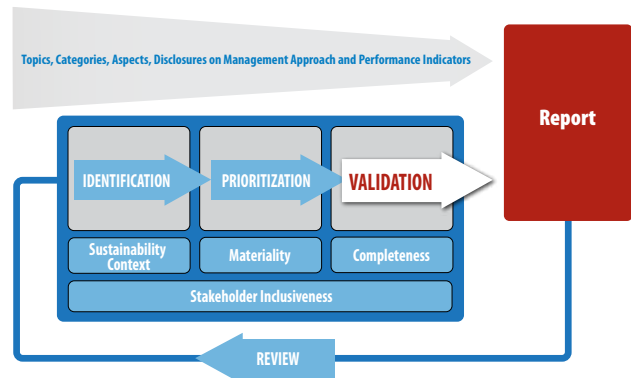 Topics, Categories, Aspects, Disclosures on Management Approach and Performance Indicators
Report
IDENTIFICATION
PRIORITIZATION
VALIDATION
Sustainability
Context
Materiality
Completeness
Stakeholder Inclusiveness
REVIEW